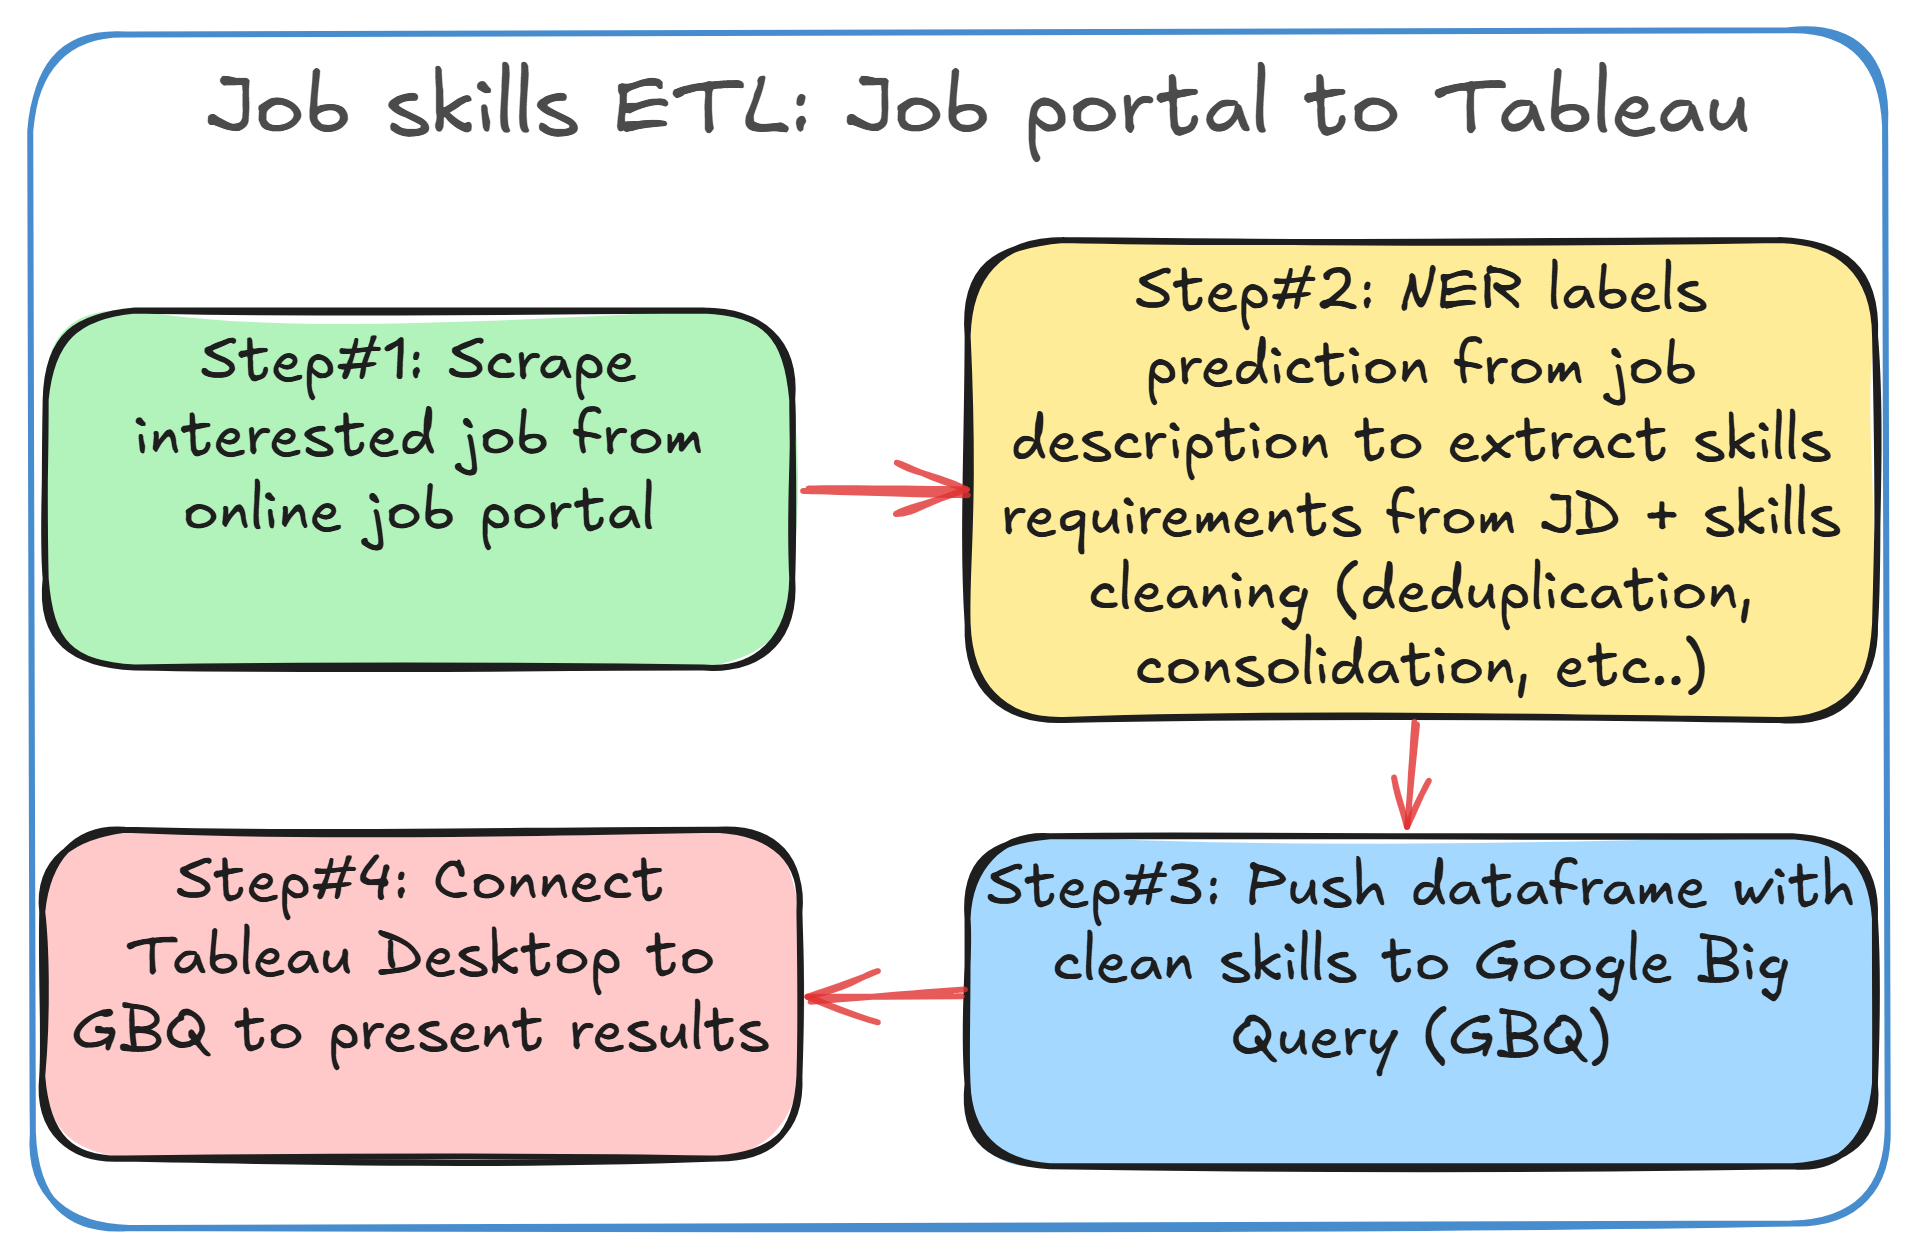 Job skills ETL: Job portal to Tableau
Step#1: Scrape
interested job from
online job portal
Step#2: NER labels
prediction from job
description to extract skills
requirements from JD + skills
cleaning (deduplication,
consolidation, etc..)
Step#3: Push dataframe with
clean skills to Google Big
Query (GBQ)
Step#4: Connect
Tableau Desktop to
GBQ to present results